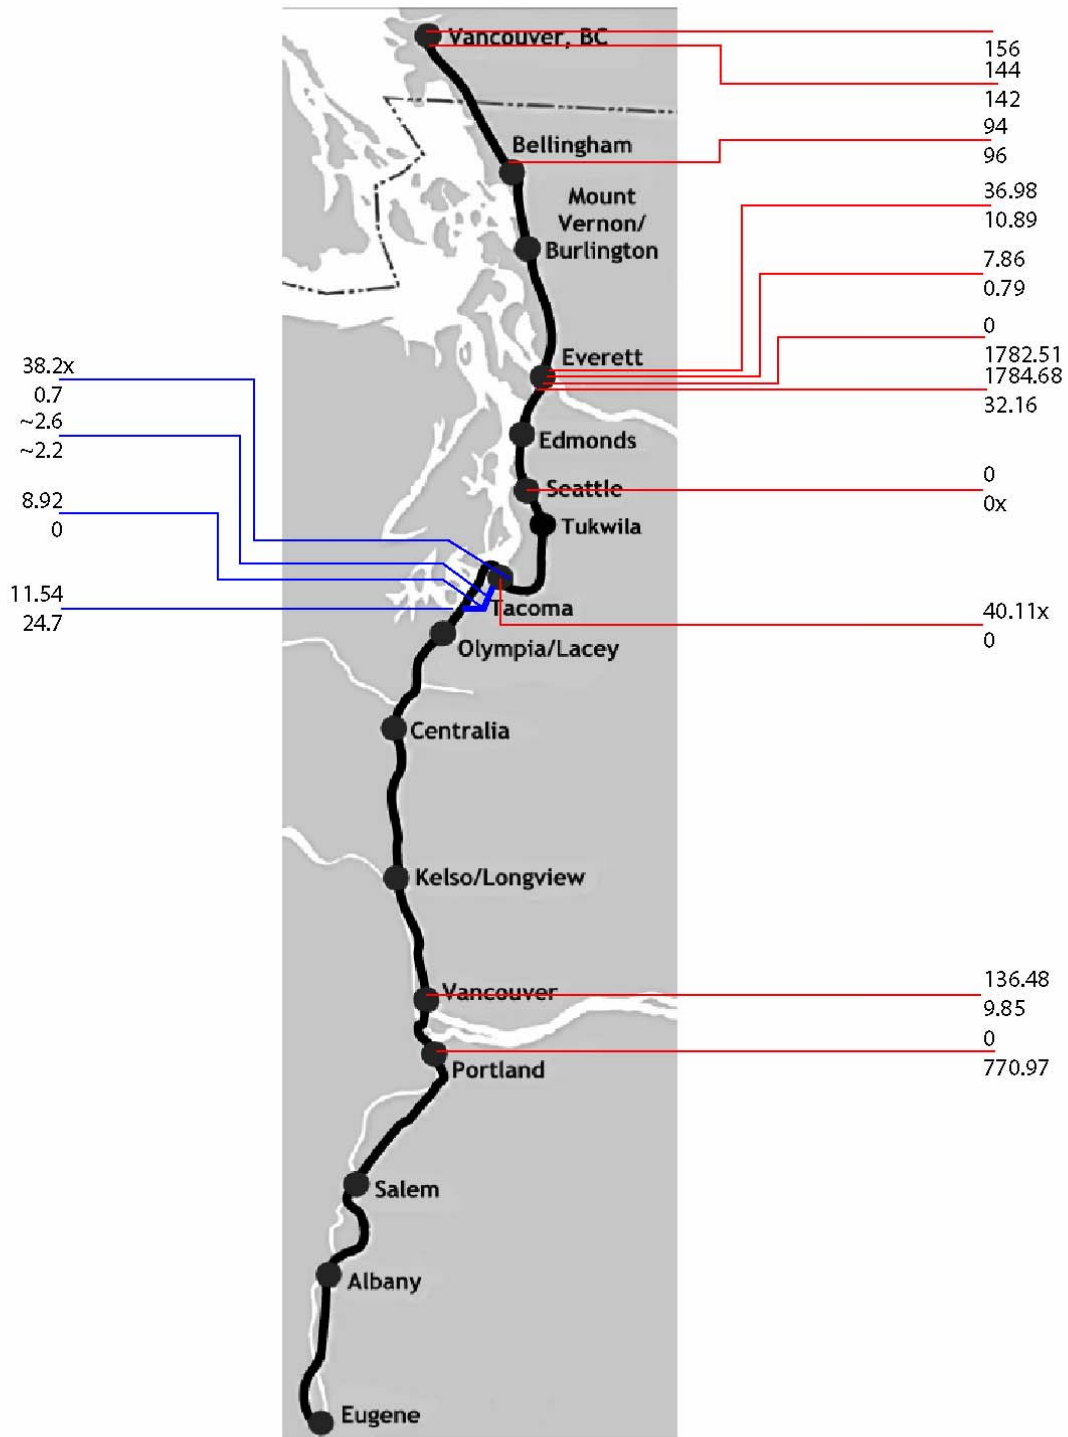 Vancouver, BC
156
144
142
94
Bellingham
96
Mount
Vernon/
Burlington
36.98
10.89
7.86
0.79
0
Everett
1782.51
38.2x
1784.68
0.7
32.16
~2.6
~2.2
Edmonds
0
Seattle
8.92
0x
0
Tukwila
11.54
Tacoma
40.11x
24.7
0
Olympia/Lacey
Centralia
Kelso/Longview
136.48
Vancouver
9.85
0
Portland
770.97
Salem
Albany
Eugene